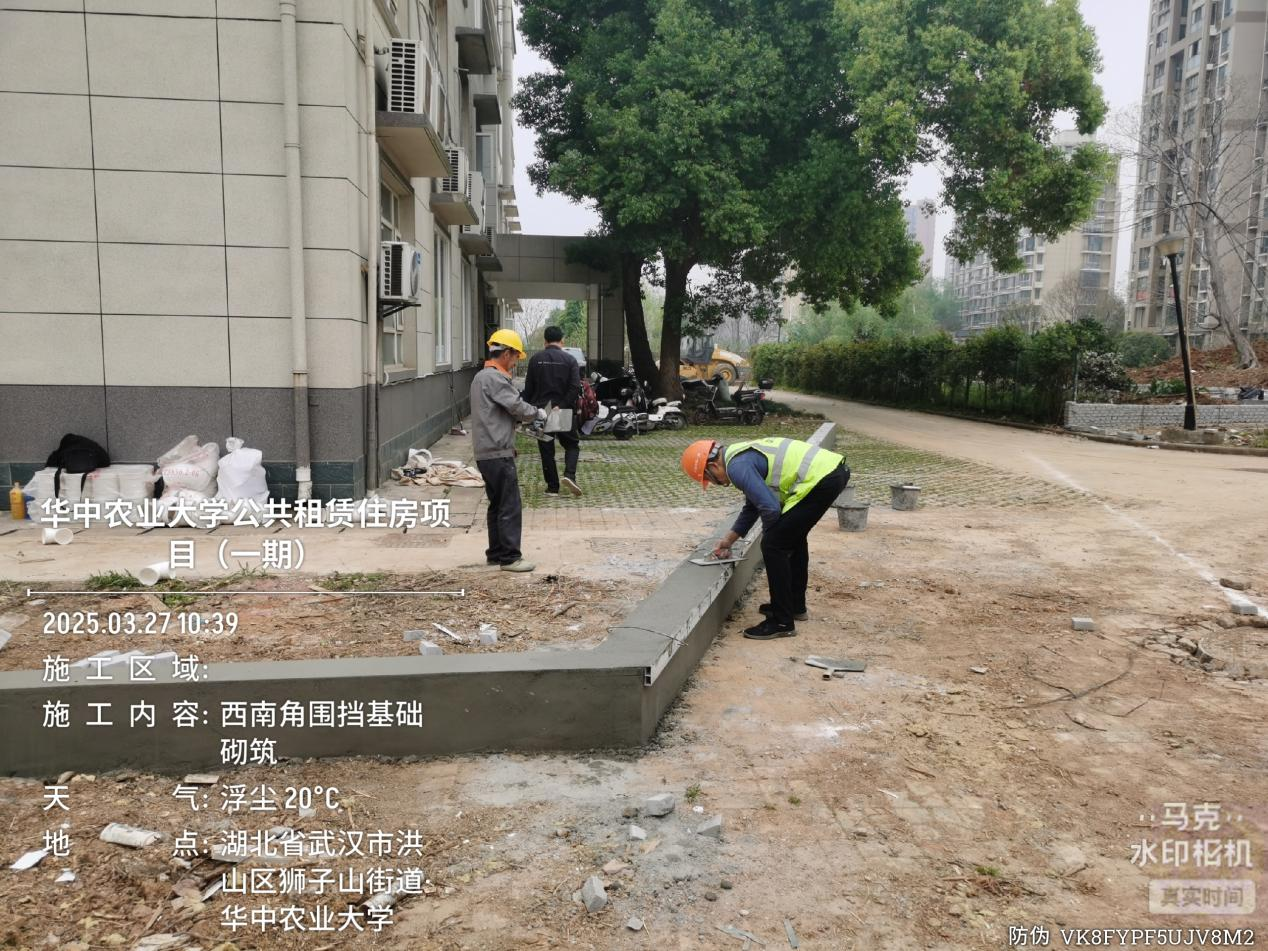 华中农业大学公共租赁住房项
目（一期）
2025.03.27 10:39
施工区域:
施工内容: 西南角围挡基础
砌筑
天气: 浮尘 20°C
地点: 湖北省武汉市洪
山区狮子山街道·
华中农业大学
马克
水印相机
真实时间
防伪 VK8FYPF5UJV8M2